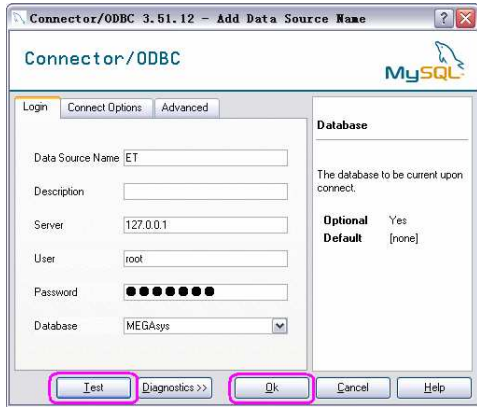 Connector/ODBC 3.51.12 - Add Data Source Name
Connector/ODBC
MySQL
Login
Connect Options
Advanced
Data Source Name ET
Description
Server 127.0.0.1
User root
Password ●●●●●●●
Database MEGAsys
Database
The database to be current upon
connect.
Optional Yes
Default [none]
Test
Diagnostics >>
Ok
Cancel
Help